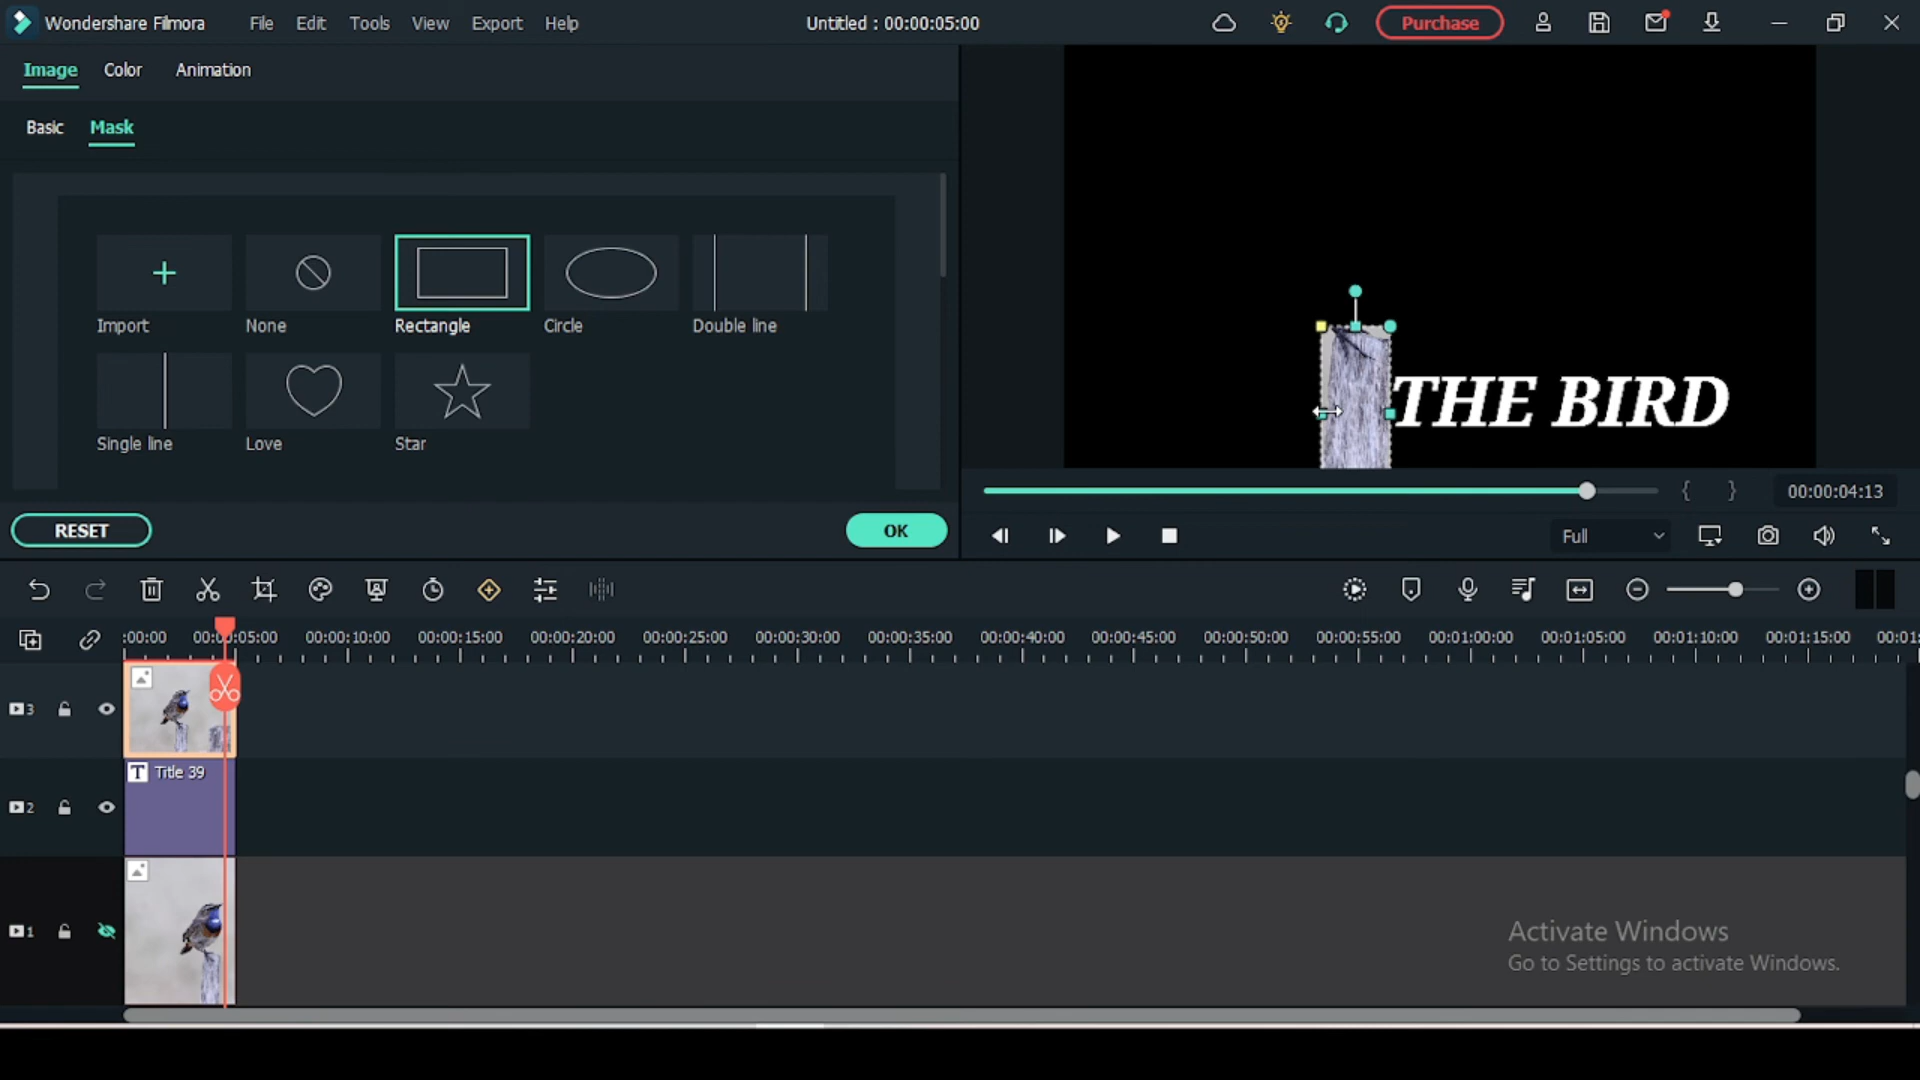 Wondershare Filmora File Edit Tools View Export Help Untitled : 00:00:05:00 Purchase
Image Color Animation
Basic Mask
Import None Rectangle Circle Double line
Single line Love Star
THE BIRD
00:00:04:13
RESET OK
Full
:00:00 00:00:05:00 00:00:10:00 00:00:15:00 00:00:20:00 00:00:25:00 00:00:30:00 00:00:35:00 00:00:40:00 00:00:45:00 00:00:50:00 00:00:55:00 00:01:00:00 00:01:05:00 00:01:10:00 00:01:15:00 00:01:
3
T Title 39
2
1
Activate Windows
Go to Settings to activate Windows.